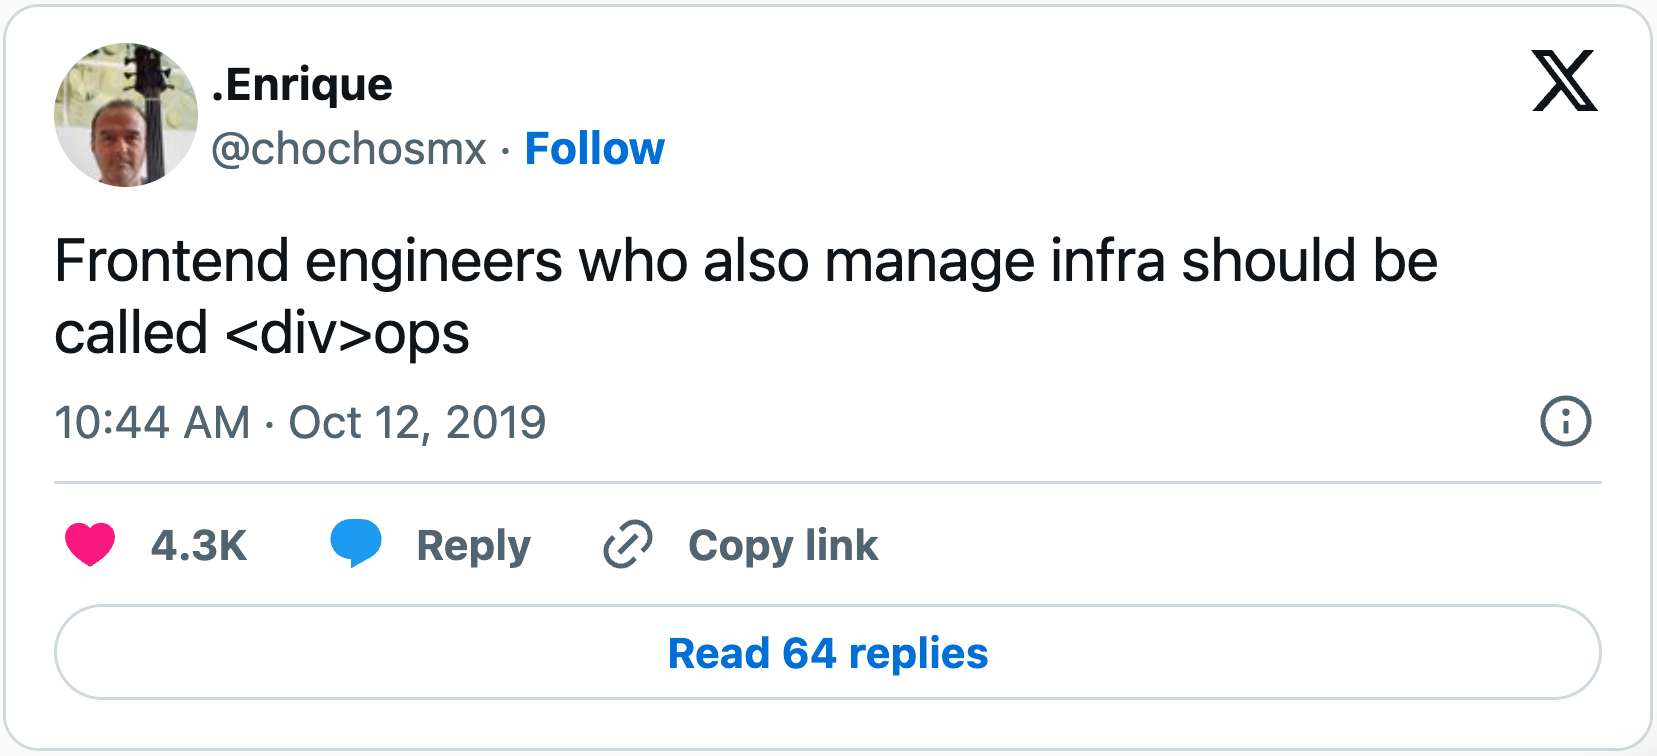 .Enrique
@chochosmx · Follow
Frontend engineers who also manage infra should be
called <div>ops
10:44 AM · Oct 12, 2019
4.3K Reply Copy link
Read 64 replies